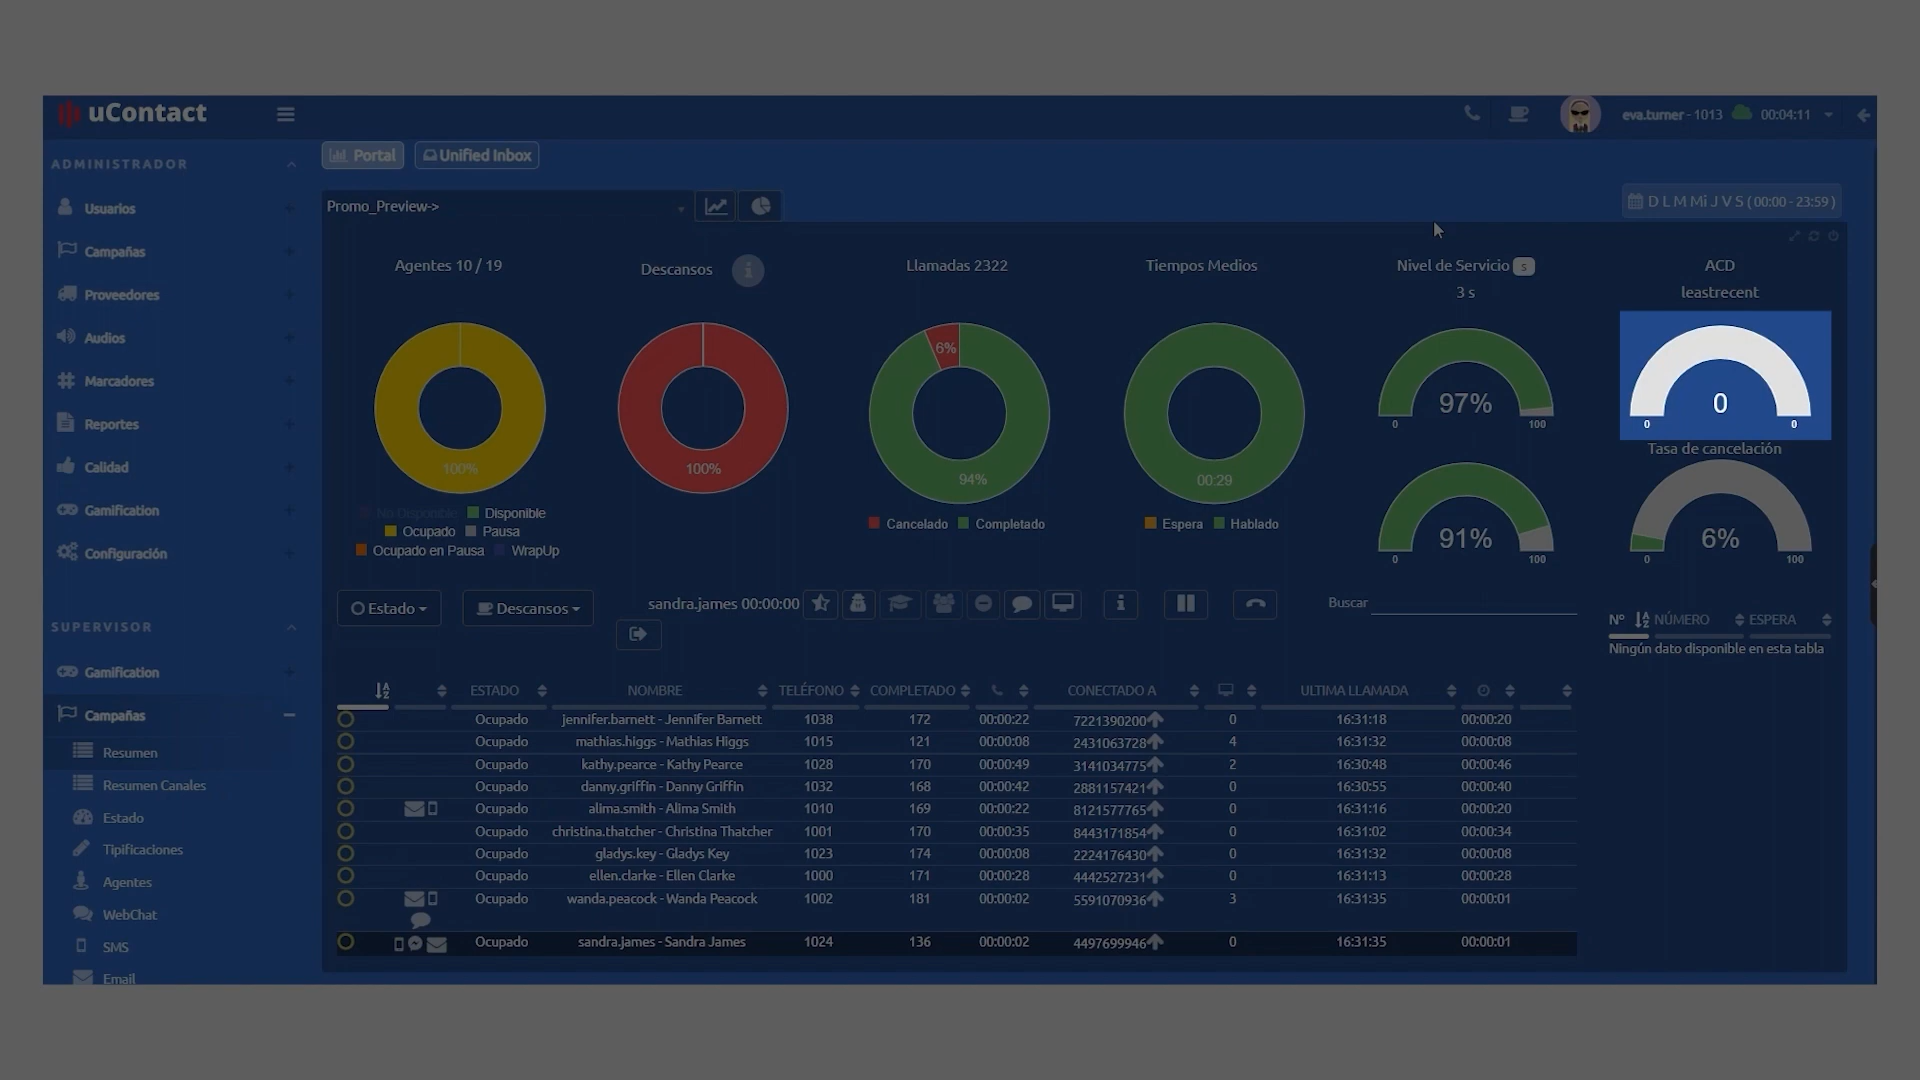 uContact
eva.turner - 1013 00:04:11
ADMINISTRADOR
Usuarios
Campañas
Proveedores
Audios
Marcadores
Reportes
Calidad
Gamification
Configuración
SUPERVISOR
Gamification
Campañas
Resumen
Resumen Canales
Estado
Tipificaciones
Agentes
WebChat
SMS
Email
Portal
Unified Inbox
Promo_Preview->
D L M Mi J V S ( 00:00 - 23:59 )
Agentes 10 / 19
100%
No Disponible Disponible
Ocupado Pausa
Ocupado en Pausa WrapUp
Descansos i
100%
Llamadas 2322
6%
94%
Cancelado Completado
Tiempos Medios
00:29
Espera Hablado
Nivel de Servicio s
3 s
97%
0 100
91%
0 100
ACD
leastrecent
0
0 0
Tasa de cancelación
6%
0 100
Estado
Descansos
sandra.james 00:00:00
Buscar
Nº NÚMERO ESPERA
Ningún dato disponible en esta tabla
ESTADO NOMBRE TELÉFONO COMPLETADO CONECTADO A ULTIMA LLAMADA
Ocupado jennifer.barnett - Jennifer Barnett 1038 172 00:00:22 7221390200 0 16:31:18 00:00:20
Ocupado mathias.higgs - Mathias Higgs 1015 121 00:00:08 2431063728 4 16:31:32 00:00:08
Ocupado kathy.pearce - Kathy Pearce 1028 170 00:00:49 3141034775 2 16:30:48 00:00:46
Ocupado danny.griffin - Danny Griffin 1032 168 00:00:42 2881157421 0 16:30:55 00:00:40
Ocupado alima.smith - Alima Smith 1010 169 00:00:22 8121577765 0 16:31:16 00:00:20
Ocupado christina.thatcher - Christina Thatcher 1001 170 00:00:35 8443171854 0 16:31:02 00:00:34
Ocupado gladys.key - Gladys Key 1023 174 00:00:08 2224176430 0 16:31:32 00:00:08
Ocupado ellen.clarke - Ellen Clarke 1000 171 00:00:28 4442527231 0 16:31:13 00:00:28
Ocupado wanda.peacock - Wanda Peacock 1002 181 00:00:02 5591070936 3 16:31:35 00:00:01
Ocupado sandra.james - Sandra James 1024 136 00:00:02 4497699946 0 16:31:35 00:00:01